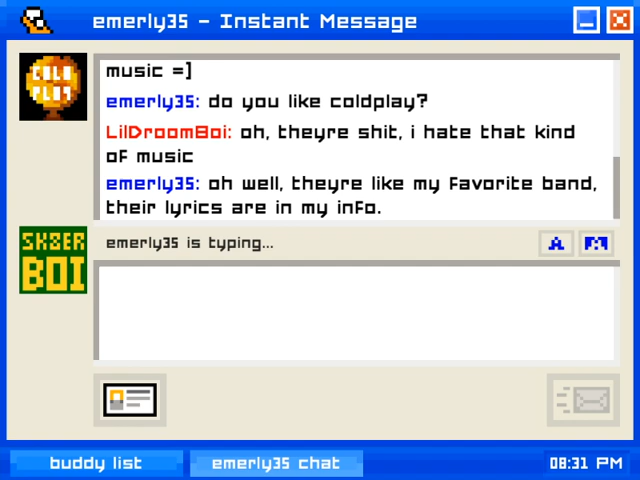 emerly35 - Instant Message
COLD
PLAY
music =]
emerly35: do you like coldplay?
LilDroomBoi: oh, theyre shit, i hate that kind
of music
emerly35: oh well, theyre like my favorite band,
their lyrics are in my info.
SK8ER
BOI
emerly35 is typing...
A
buddy list
emerly35 chat
08:31 PM